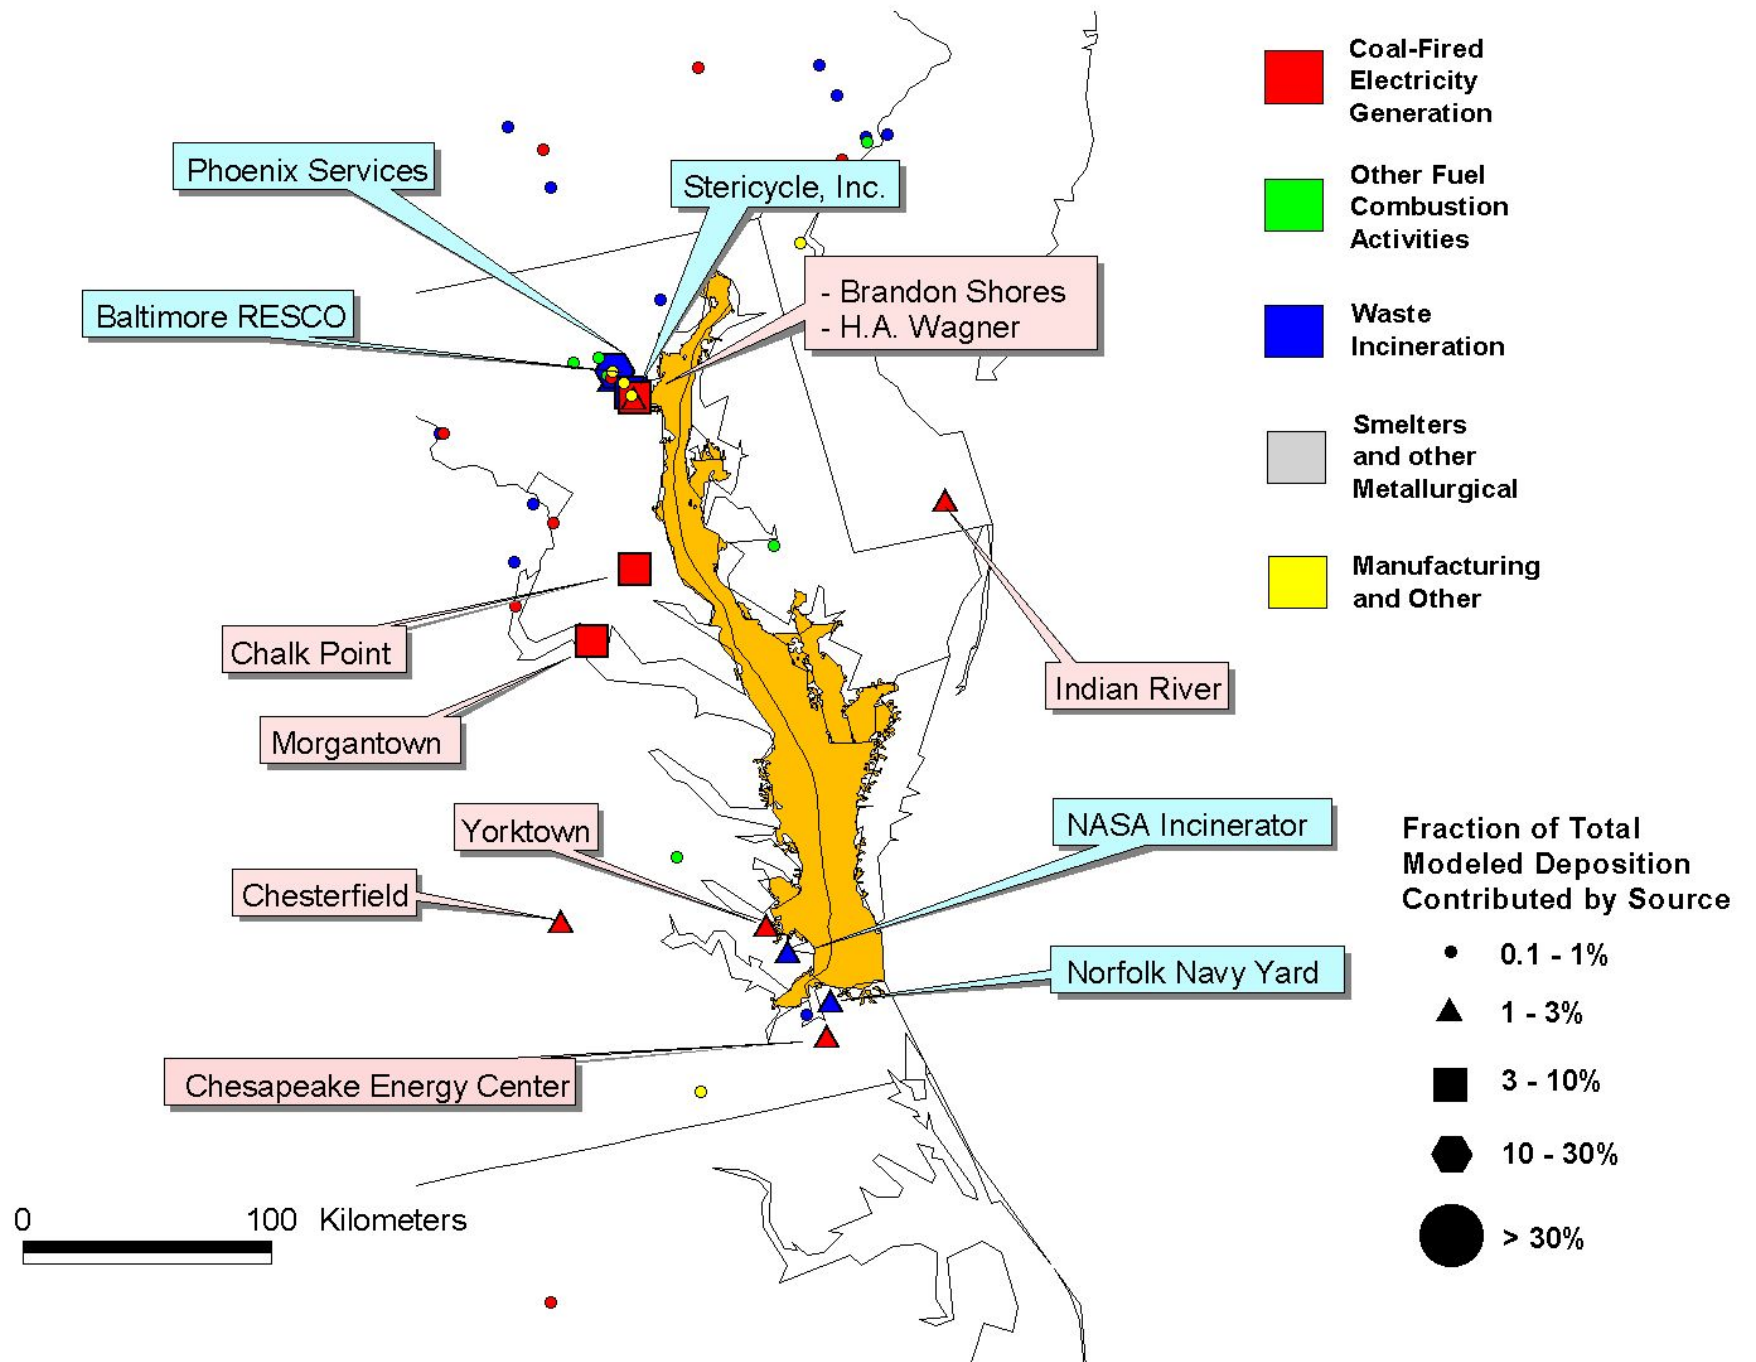 Coal-Fired
Electricity
Generation
Phoenix Services
Stericycle, Inc.
Other Fuel
Combustion
Activities
- Brandon Shores
- H.A. Wagner
Baltimore RESCO
Waste
Incineration
Smelters
and other
Metallurgical
Manufacturing
and Other
Chalk Point
Indian River
Morgantown
Yorktown
NASA Incinerator
Chesterfield
Fraction of Total
Modeled Deposition
Contributed by Source
Norfolk Navy Yard
0.1 - 1%
1 - 3%
Chesapeake Energy Center
3 - 10%
10 - 30%
> 30%
0 100 Kilometers